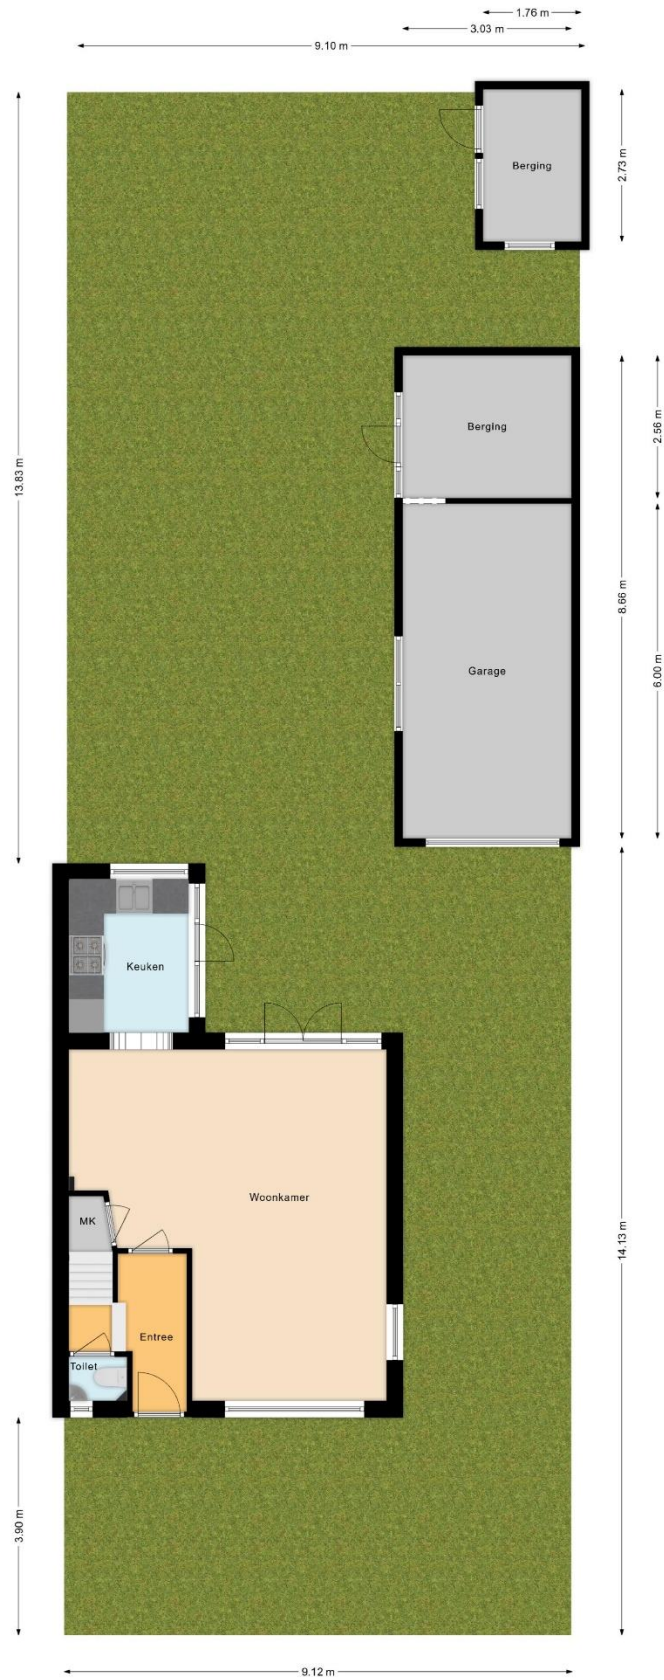 1.76 m
3.03 m
9.10 m
Berging
2.73 m
Berging
2.56 m
13.83 m
8.66 m
Garage
6.00 m
Keuken
Woonkamer
MK
14.13 m
Entree
Toilet
3.90 m
9.12 m